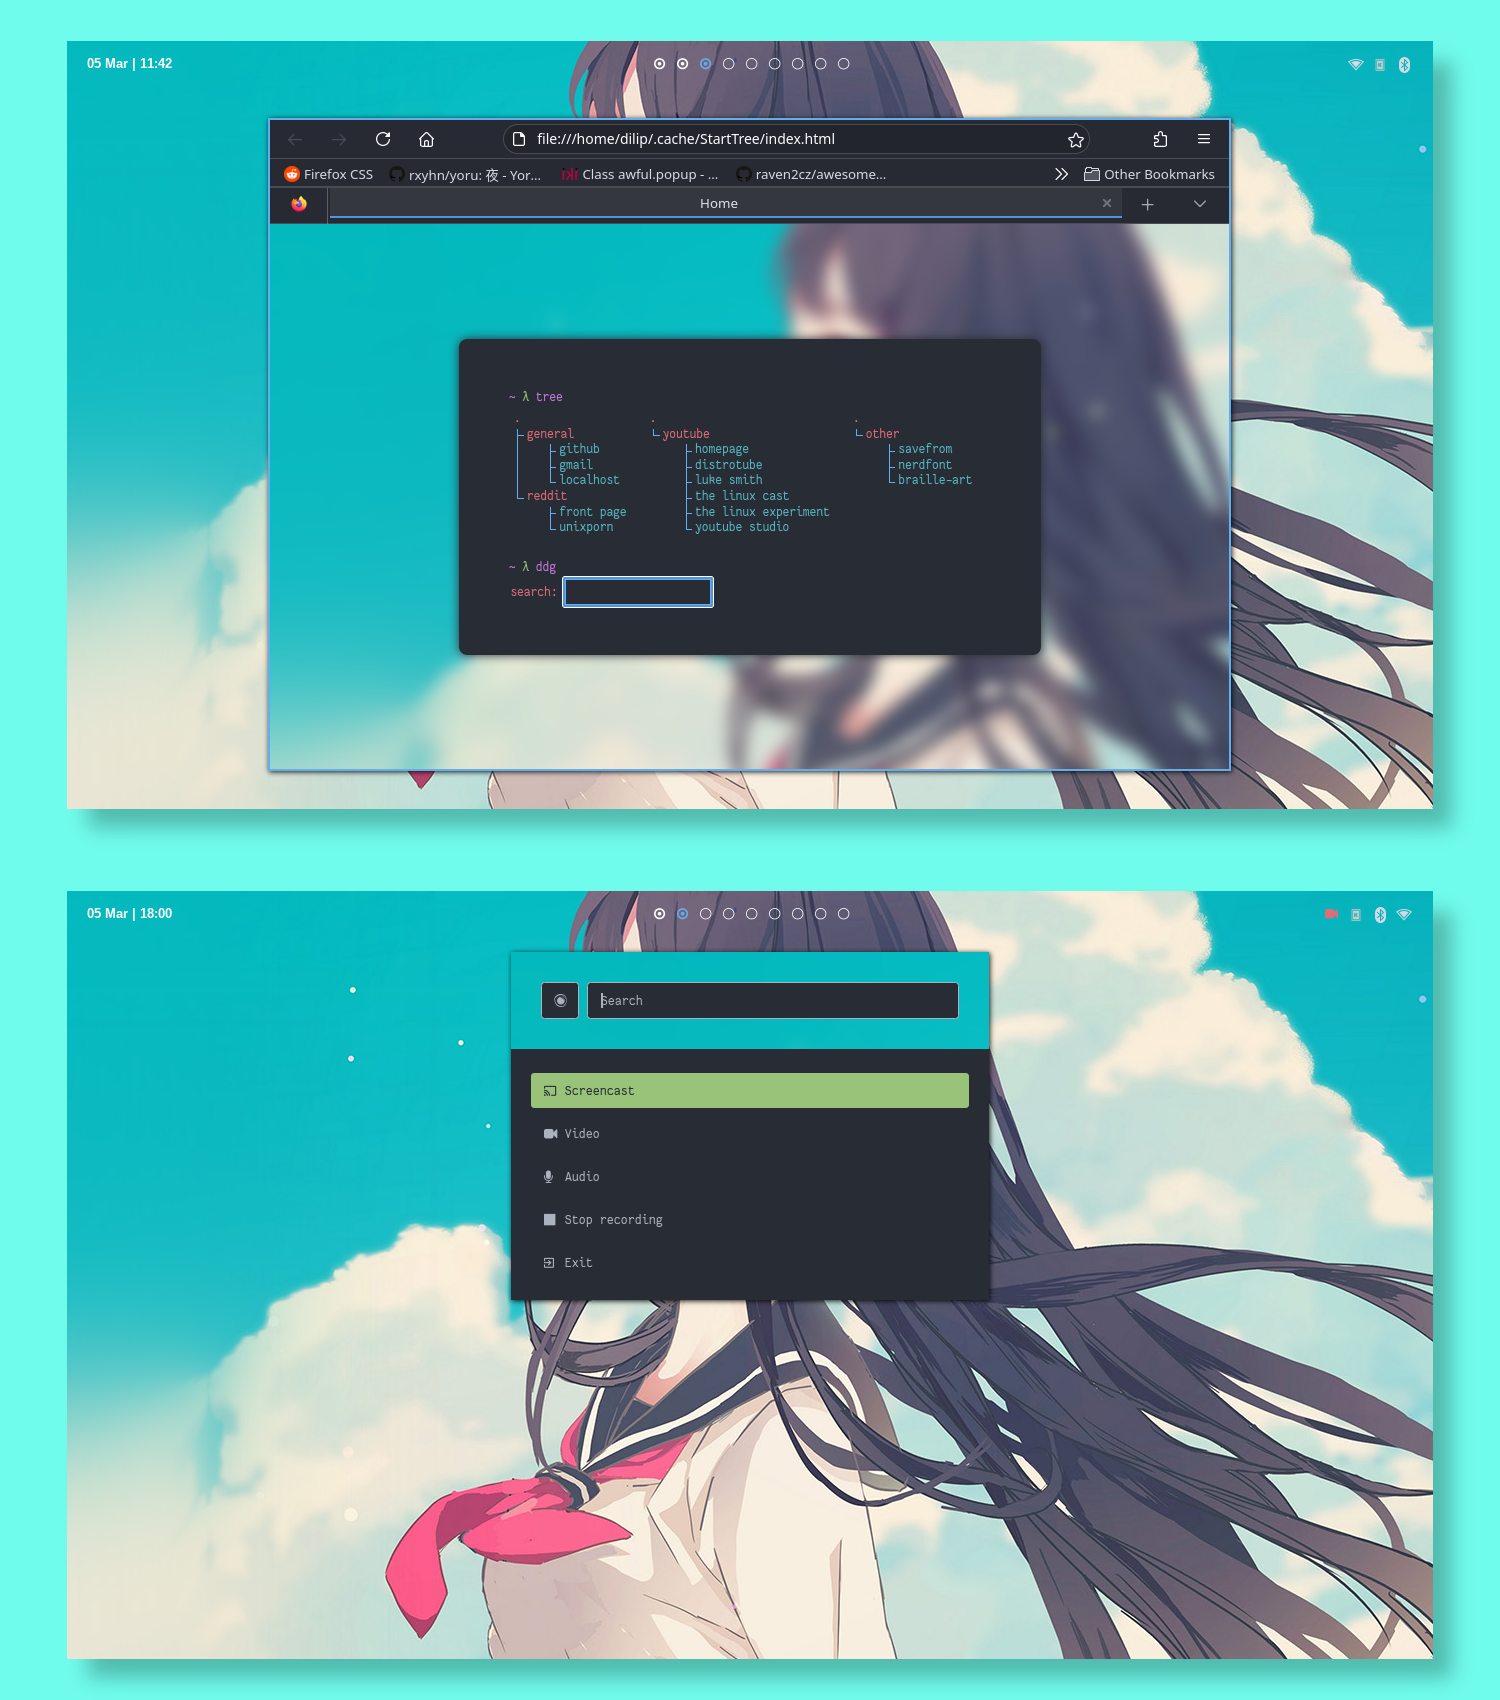 05 Mar | 11:42
file:///home/dilip/.cache/StartTree/index.html
Firefox CSS
rxyhn/yoru: 夜 - Yor...
Class awful.popup - ...
raven2cz/awesome...
Other Bookmarks
Home
~ λ tree
. . .
general youtube other
github homepage savefrom
gmail distrotube nerdfont
localhost luke smith braille-art
reddit the linux cast
front page the linux experiment
unixporn youtube studio
~ λ ddg
search:
05 Mar | 18:00
Search
Screencast
Video
Audio
Stop recording
Exit